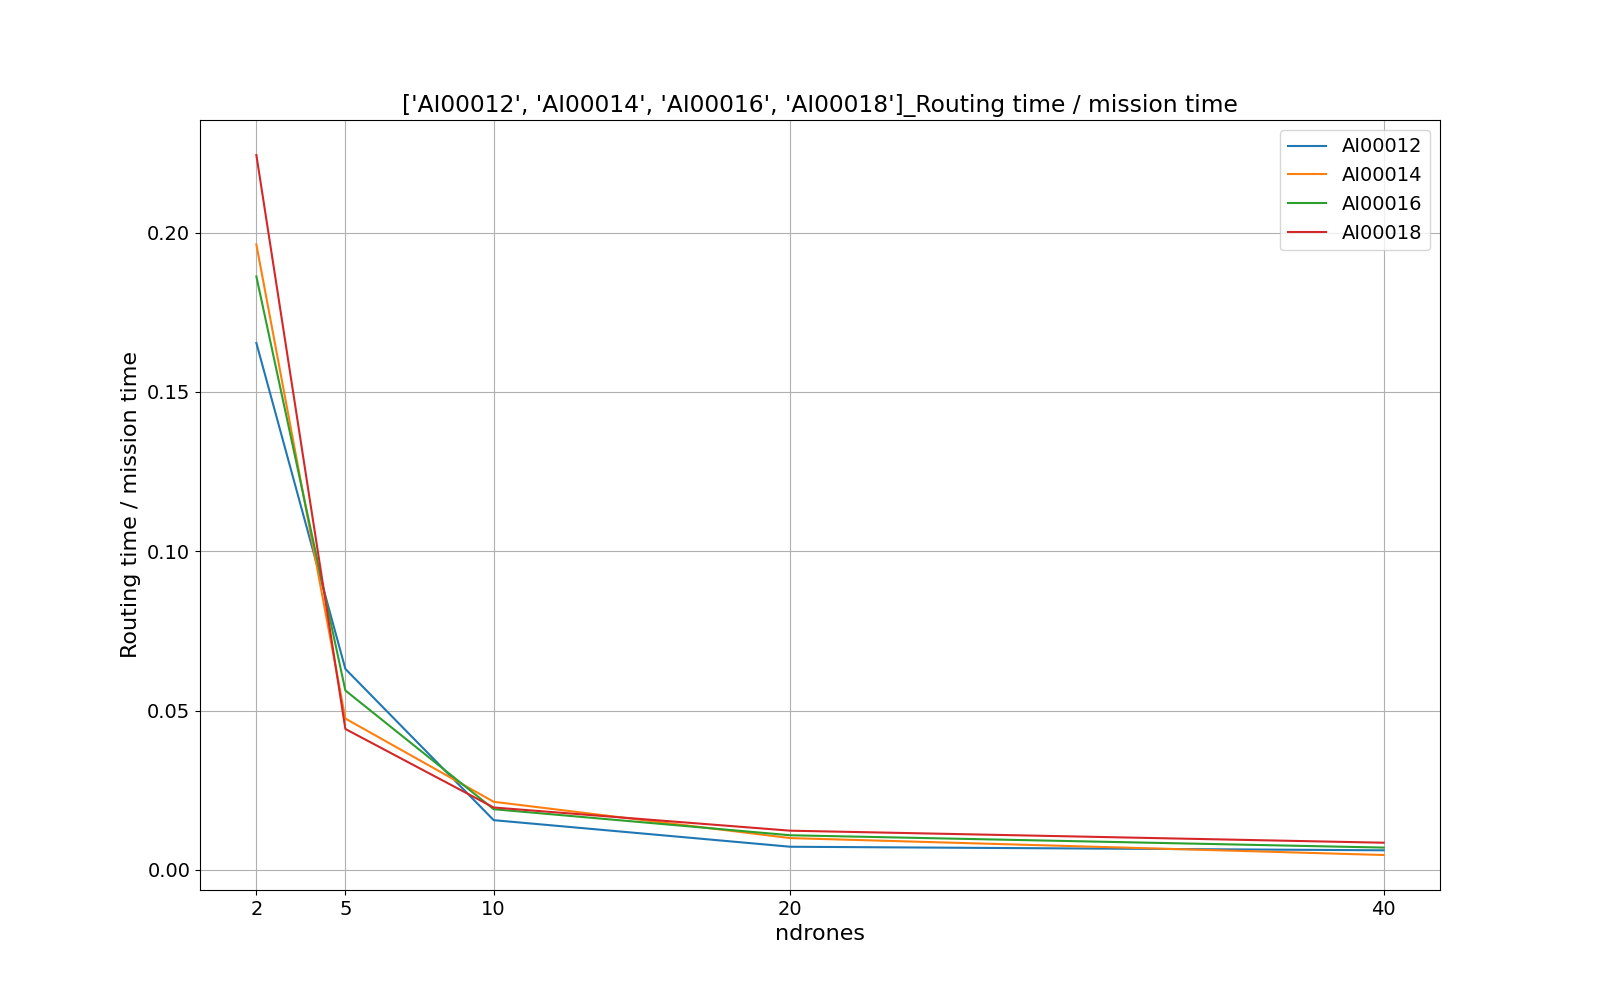 ['AI00012', 'AI00014', 'AI00016', 'AI00018']_Routing time / mission time
AI00012
AI00014
AI00016
AI00018
Routing time / mission time
0.20
0.15
0.10
0.05
0.00
2 5 10 20 40
ndrones